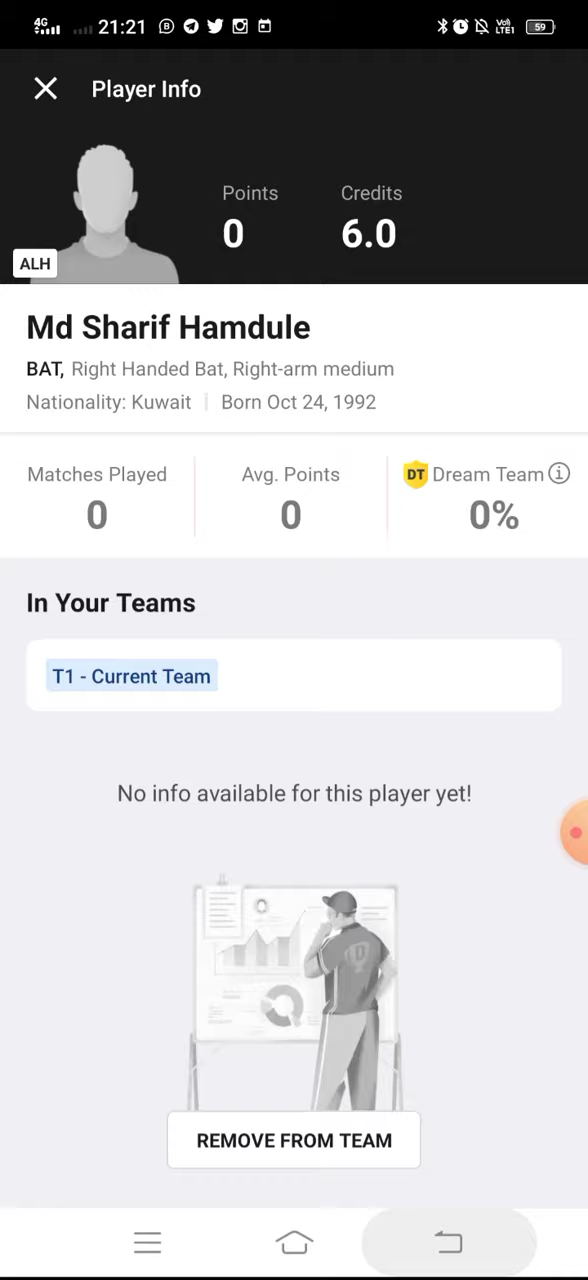 4G 21:21 VoLTE1 59
Player Info
Points Credits
0 6.0
ALH
Md Sharif Hamdule
BAT, Right Handed Bat, Right-arm medium
Nationality: Kuwait | Born Oct 24, 1992
Matches Played Avg. Points DT Dream Team
0 0 0%
In Your Teams
T1 - Current Team
No info available for this player yet!
D
REMOVE FROM TEAM